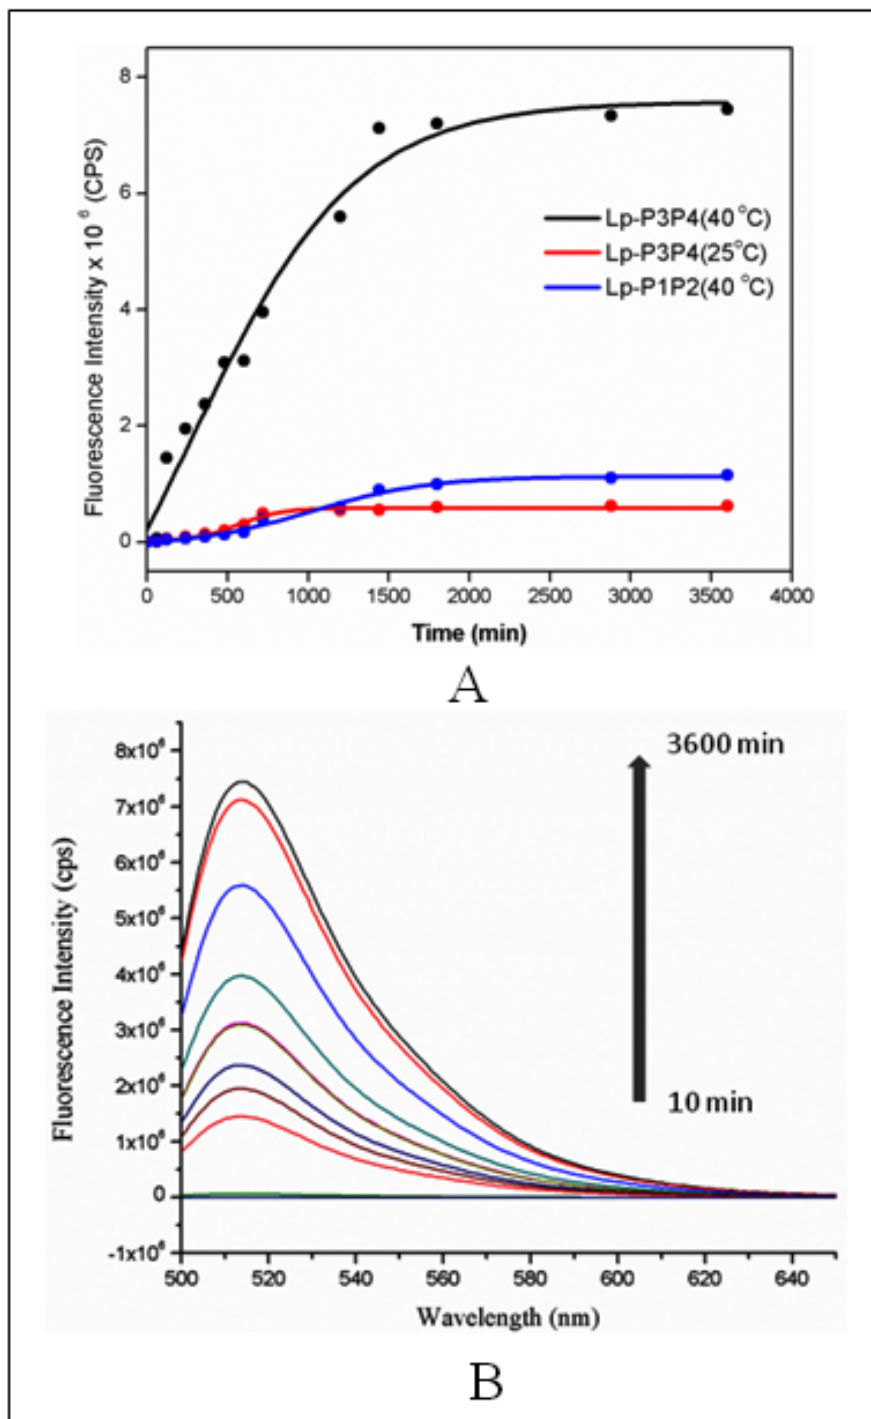 8
6
4
2
0
Fluorescence Intensity x 10 ⁶ (CPS)
Lp-P3P4(40 °C)
Lp-P3P4(25°C)
Lp-P1P2(40 °C)
0 500 1000 1500 2000 2500 3000 3500 4000
Time (min)
A
8x10⁶
7x10⁶
6x10⁶
5x10⁶
4x10⁶
3x10⁶
2x10⁶
1x10⁶
0
-1x10⁶
Fluorescence Intensity (cps)
3600 min
10 min
500 520 540 560 580 600 620 640
Wavelength (nm)
B